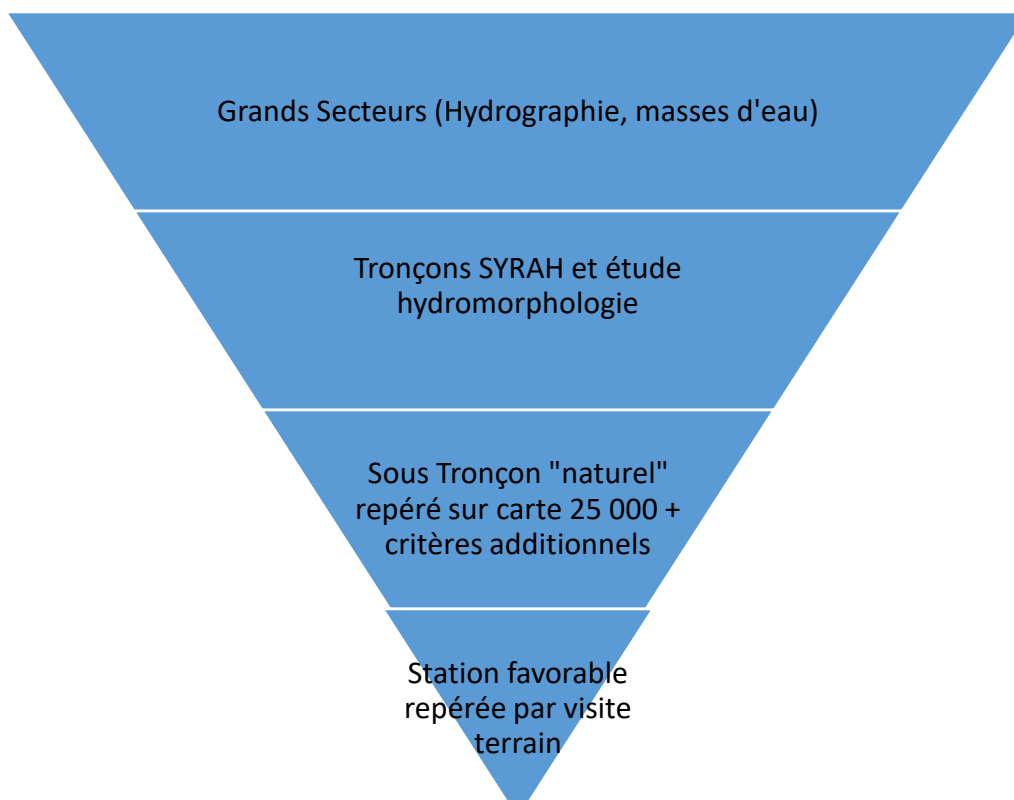 Grands Secteurs (Hydrographie, masses d'eau)
Tronçons SYRAH et étude
hydromorphologie
Sous Tronçon "naturel"
repéré sur carte 25 000 +
critères additionnels
Station favorable
repérée par visite
terrain